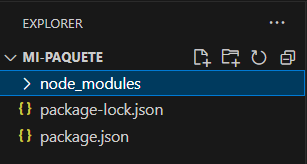 EXPLORER
MI-PAQUETE
node_modules
{} package-lock.json
{} package.json